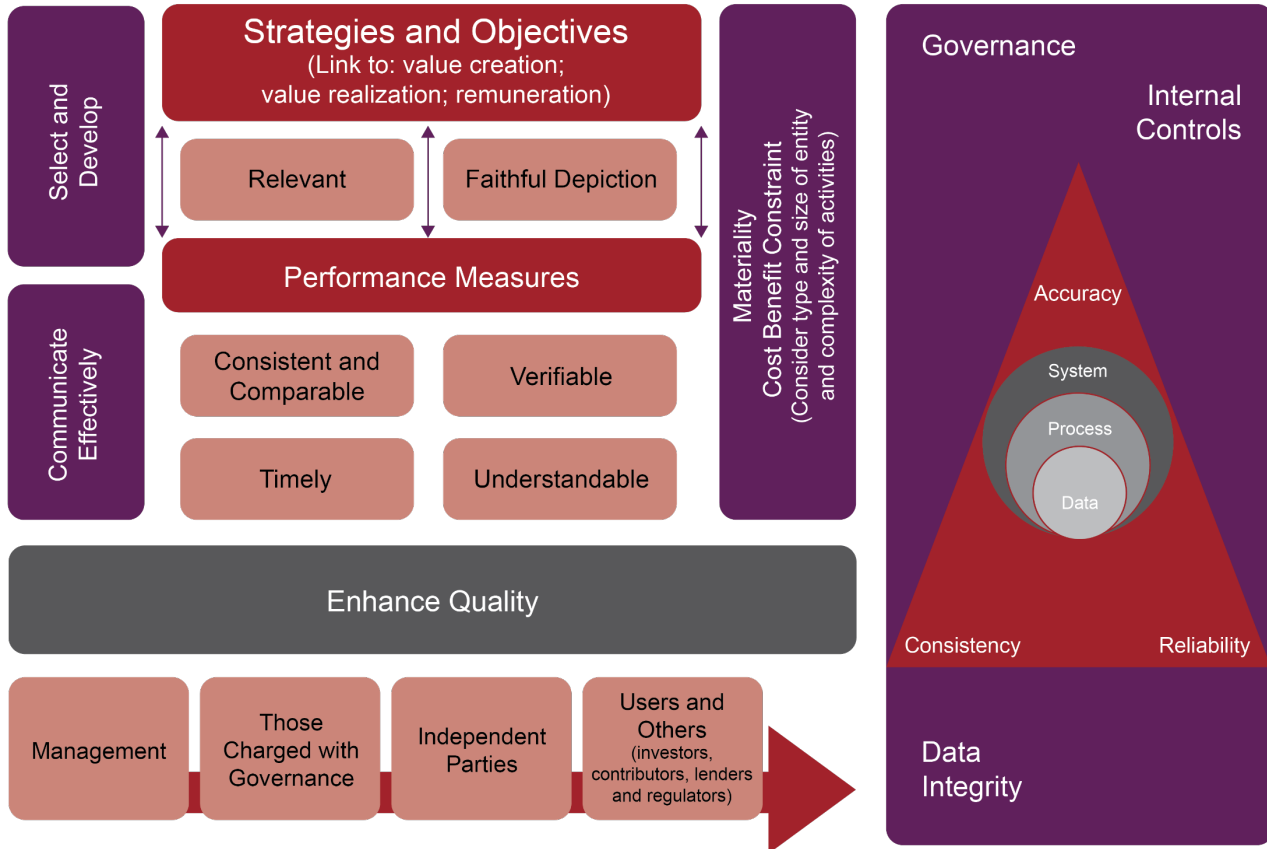 Select and
Develop
Strategies and Objectives
(Link to: value creation;
value realization; remuneration)
Relevant
Faithful Depiction
Performance Measures
Communicate
Effectively
Consistent and
Comparable
Verifiable
Timely
Understandable
Materiality
Cost Benefit Constraint
(Consider type and size of entity
and complexity of activities)
Enhance Quality
Management
Those
Charged with
Governance
Independent
Parties
Users and
Others
(investors,
contributors, lenders
and regulators)
Governance
Internal
Controls
Accuracy
System
Process
Data
Consistency
Reliability
Data
Integrity